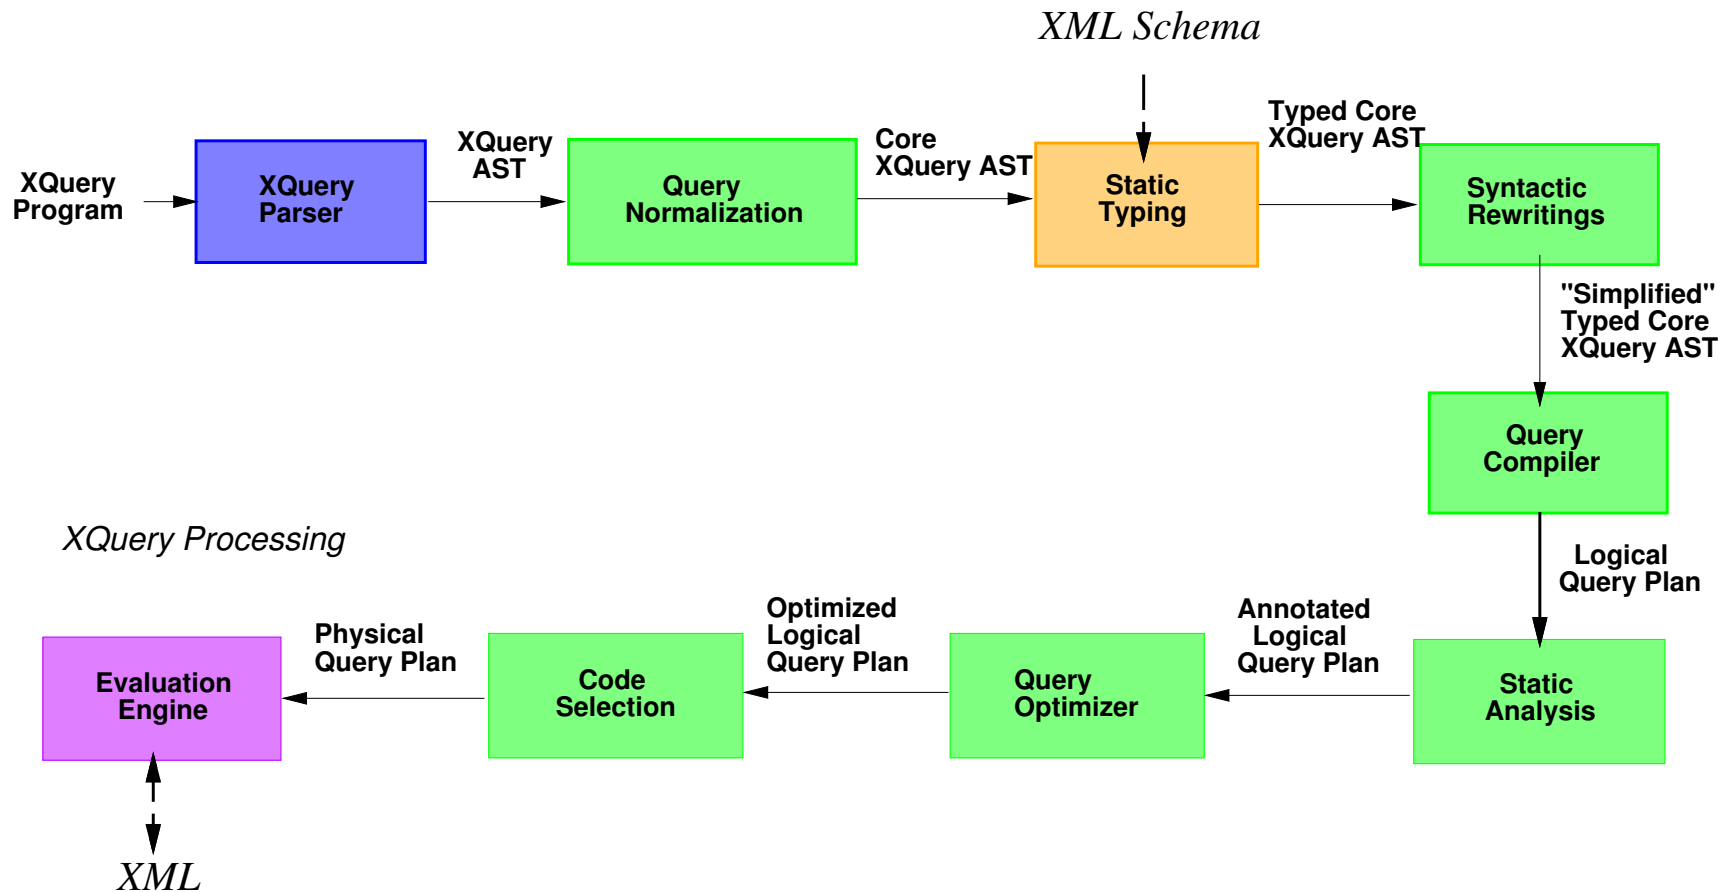 XML Schema
XQuery
Program
XQuery
Parser
XQuery
AST
Query
Normalization
Core
XQuery AST
Static
Typing
Typed Core
XQuery AST
Syntactic
Rewritings
"Simplified"
Typed Core
XQuery AST
Query
Compiler
Logical
Query Plan
Static
Analysis
Annotated
Logical
Query Plan
Query
Optimizer
Optimized
Logical
Query Plan
Code
Selection
Physical
Query Plan
Evaluation
Engine
XML
XQuery Processing